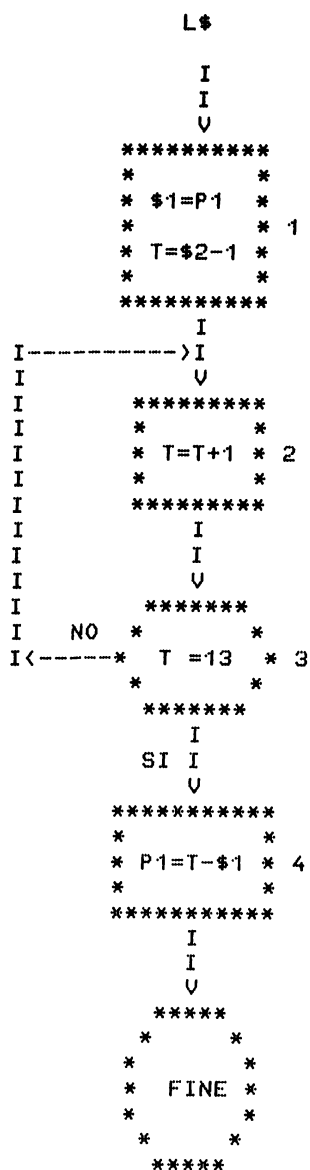 L$
$1=P1
1
T=$2-1
T=T+1 2
NO
T =13 3
SI
P1=T-$1 4
FINE